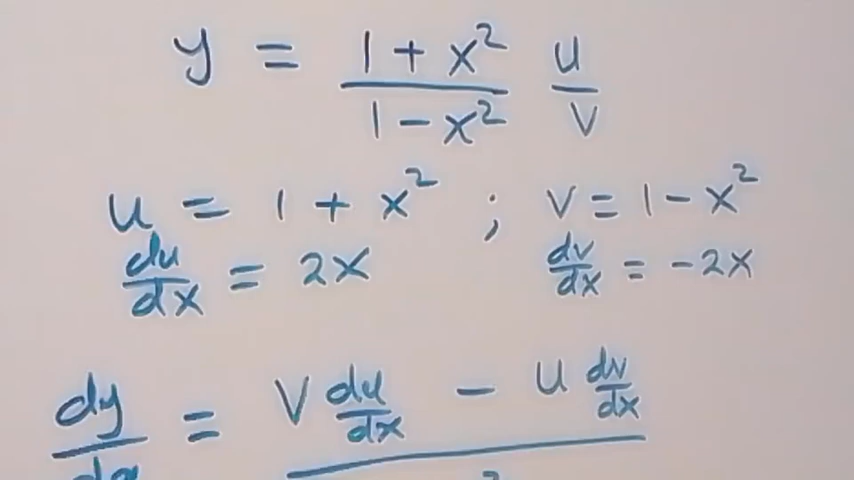 y = (1 + x²)/(1 - x²) u/v
u = 1 + x² ; v = 1 - x²
du/dx = 2x dv/dx = -2x
dy/dx = (v du/dx - u dv/dx)/